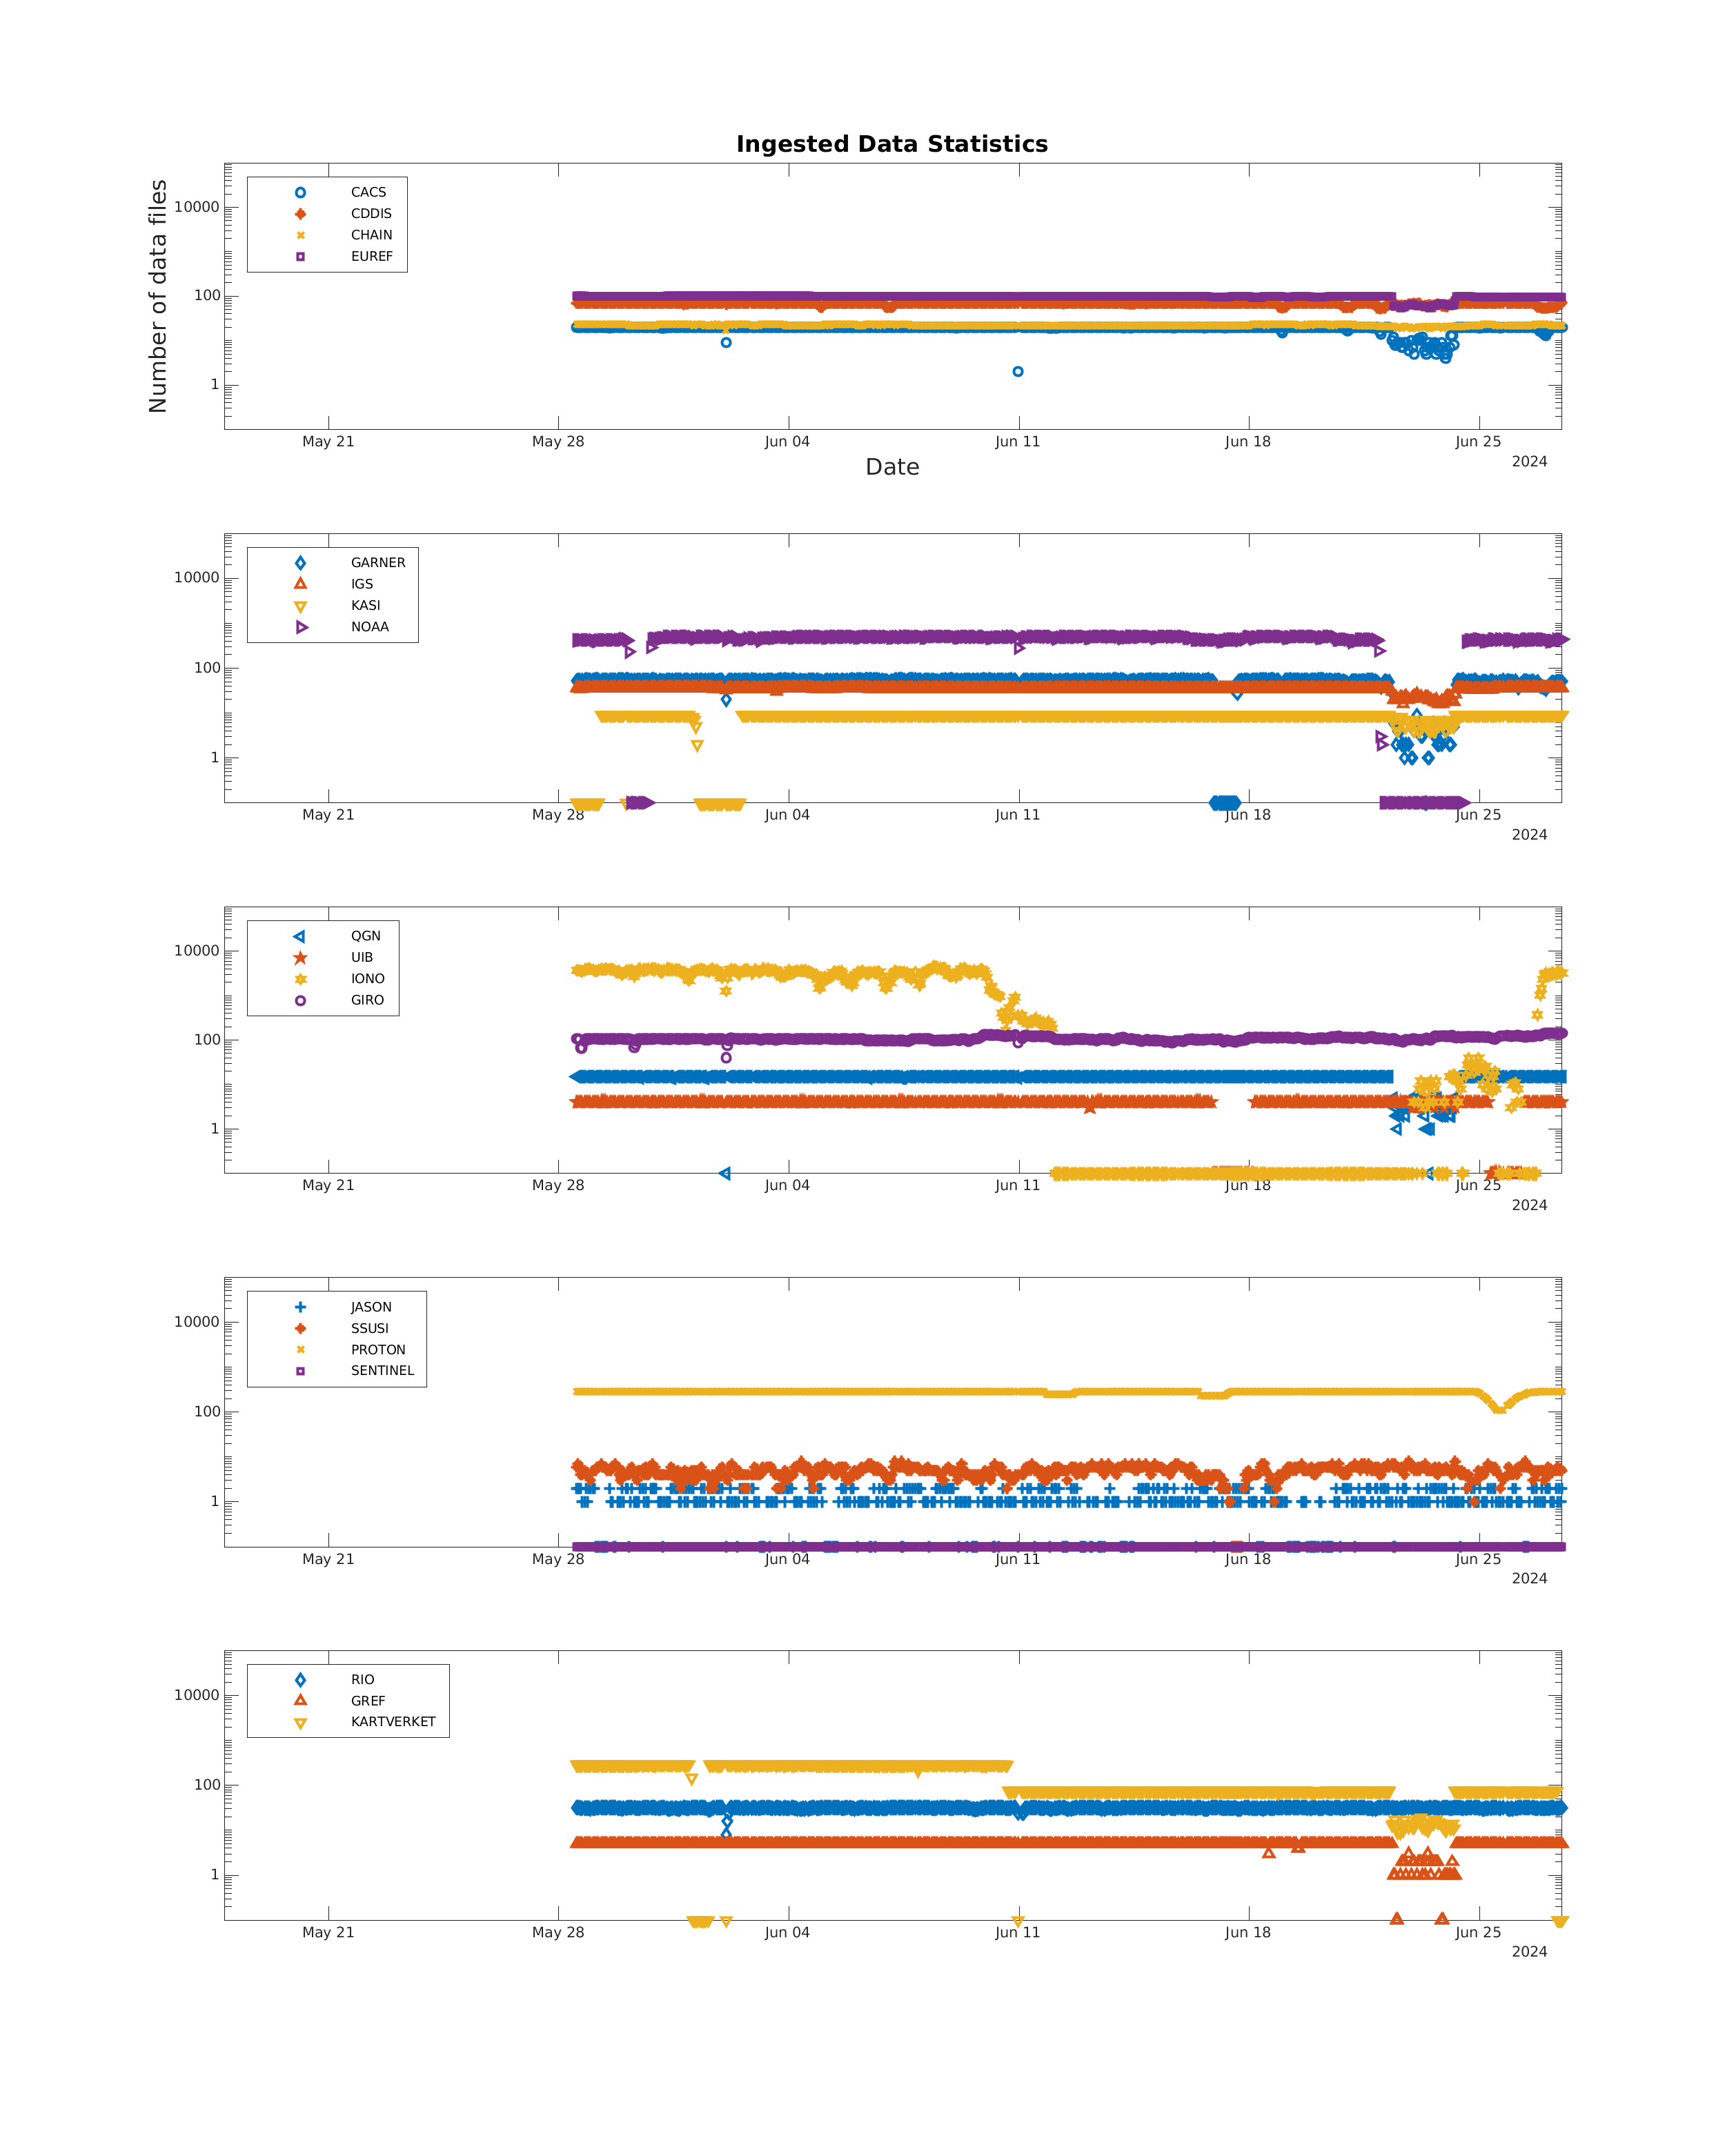 Ingested Data Statistics
Number of data files
10000
100
1
CACS
CDDIS
CHAIN
EUREF
May 21 May 28 Jun 04 Jun 11 Jun 18 Jun 25
2024
Date
10000
100
1
GARNER
IGS
KASI
NOAA
May 21 May 28 Jun 04 Jun 11 Jun 18 Jun 25
2024
10000
100
1
QGN
UIB
IONO
GIRO
May 21 May 28 Jun 04 Jun 11 Jun 18 Jun 25
2024
10000
100
1
JASON
SSUSI
PROTON
SENTINEL
May 21 May 28 Jun 04 Jun 11 Jun 18 Jun 25
2024
10000
100
1
RIO
GREF
KARTVERKET
May 21 May 28 Jun 04 Jun 11 Jun 18 Jun 25
2024